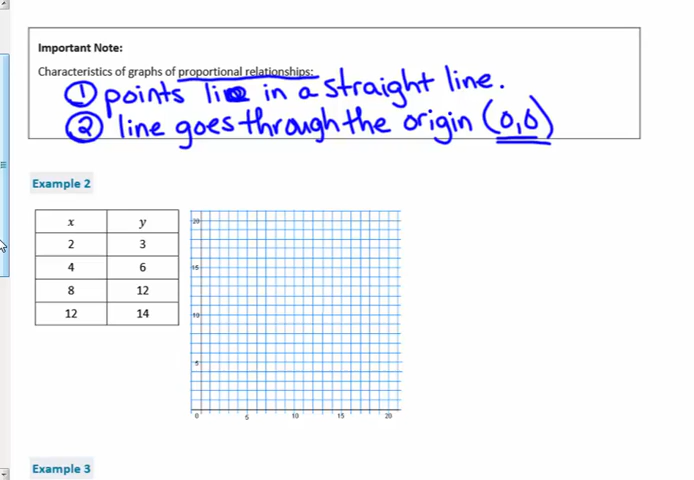 Important Note:
Characteristics of graphs of proportional relationships:
① points lie in a straight line.
② line goes through the origin (0,0)
Example 2
x y
2 3
4 6
8 12
12 14
20
15
10
5
0 5 10 15 20
Example 3